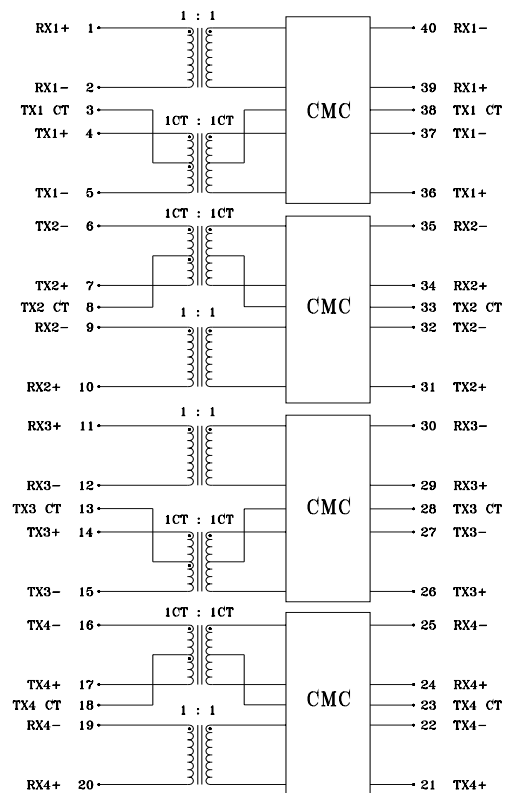 1 : 1
RX1+ 1 40 RX1-
RX1- 2 39 RX1+
TX1 CT 3 CMC 38 TX1 CT
1CT : 1CT
TX1+ 4 37 TX1-
TX1- 5 36 TX1+
1CT : 1CT
TX2- 6 35 RX2-
TX2+ 7 34 RX2+
TX2 CT 8 CMC 33 TX2 CT
1 : 1
RX2- 9 32 TX2-
RX2+ 10 31 TX2+
1 : 1
RX3+ 11 30 RX3-
RX3- 12 29 RX3+
TX3 CT 13 CMC 28 TX3 CT
1CT : 1CT
TX3+ 14 27 TX3-
TX3- 15 26 TX3+
1CT : 1CT
TX4- 16 25 RX4-
TX4+ 17 24 RX4+
TX4 CT 18 CMC 23 TX4 CT
1 : 1
RX4- 19 22 TX4-
RX4+ 20 21 TX4+